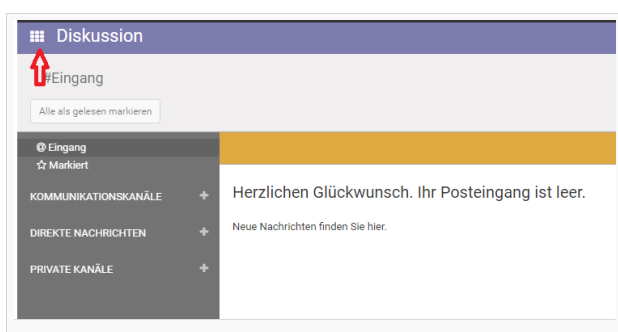 Diskussion
#Eingang
Alle als gelesen markieren
Eingang
Markiert
KOMMUNIKATIONSKANÄLE +
DIREKTE NACHRICHTEN +
PRIVATE KANÄLE +
Herzlichen Glückwunsch. Ihr Posteingang ist leer.
Neue Nachrichten finden Sie hier.